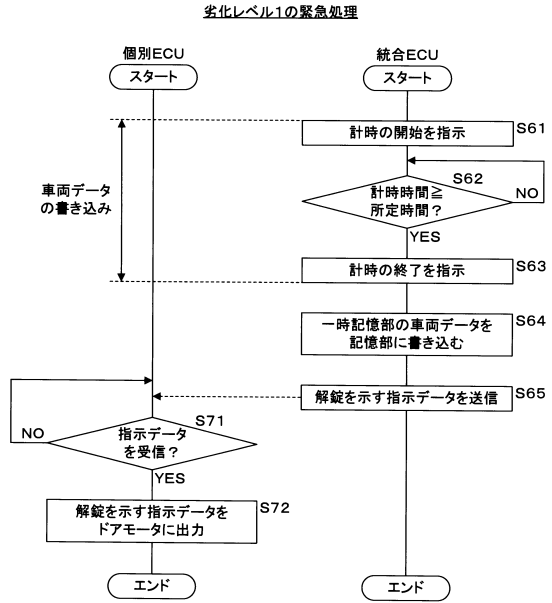 劣化レベル1の緊急処理
個別ECU
統合ECU
スタート
スタート
計時の開始を指示
S61
車両データ
の書き込み
計時時間≧
所定時間？
S62
NO
YES
計時の終了を指示
S63
一時記憶部の車両データを
記憶部に書き込む
S64
解錠を示す指示データを送信
S65
指示データ
を受信？
S71
NO
YES
解錠を示す指示データを
ドアモータに出力
S72
エンド
エンド